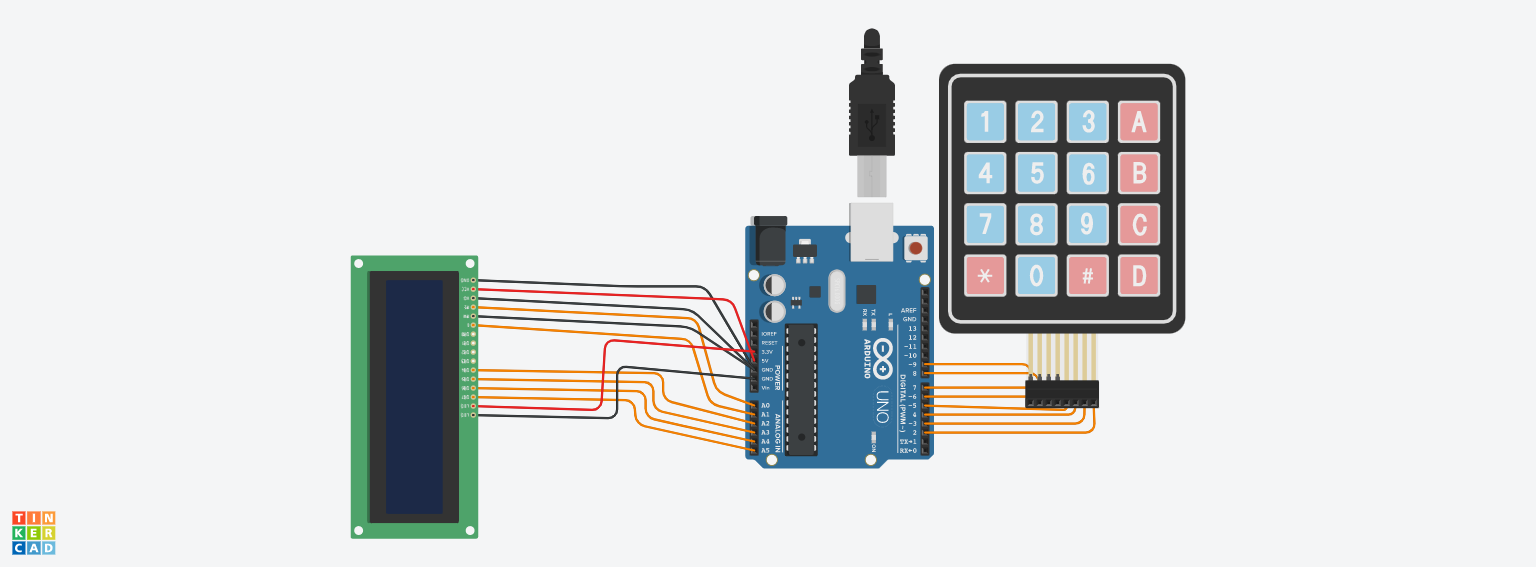 1 2 3 A
4 5 6 B
7 8 9 C
* 0 # D
AREF
GND
13
12
~11
~10
~9
8
7
~6
~5
4
~3
2
TX→1
RX←0
DIGITAL (PWM~)
IOREF
RESET
3.3V
5V
GND
GND
Vin
POWER
A0
A1
A2
A3
A4
A5
ANALOG IN
RX
TX
L
ARDUINO
UNO
ON
TIN
KER
CAD